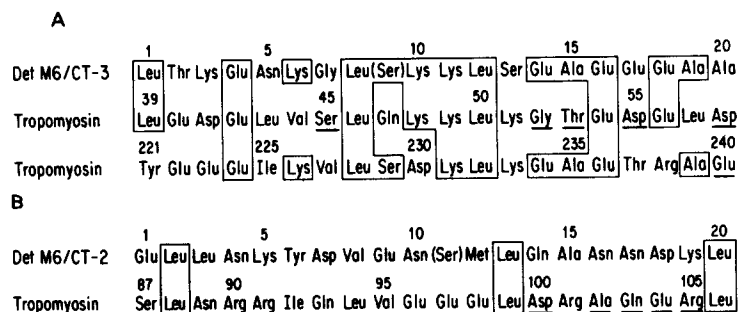 A
1 5 10 15 20
Det M6/CT-3 Leu Thr Lys Glu Asn Lys Gly Leu (Ser) Lys Lys Leu Ser Glu Ala Glu Glu Glu Ala Ala
39 45 50 55
Tropomyosin Leu Glu Asp Glu Leu Val Ser Leu Gln Lys Lys Leu Lys Gly Thr Glu Asp Glu Leu Asp
221 225 230 235 240
Tropomyosin Tyr Glu Glu Glu Ile Lys Val Leu Ser Asp Lys Leu Lys Glu Ala Glu Thr Arg Ala Glu
B
1 5 10 15 20
Det M6/CT-2 Glu Leu Leu Asn Lys Tyr Asp Val Glu Asn (Ser) Met Leu Gln Ala Asn Asn Asp Lys Leu
87 90 95 100 105
Tropomyosin Ser Leu Asn Arg Arg Ile Gln Leu Val Glu Glu Glu Leu Asp Arg Ala Gln Glu Arg Leu